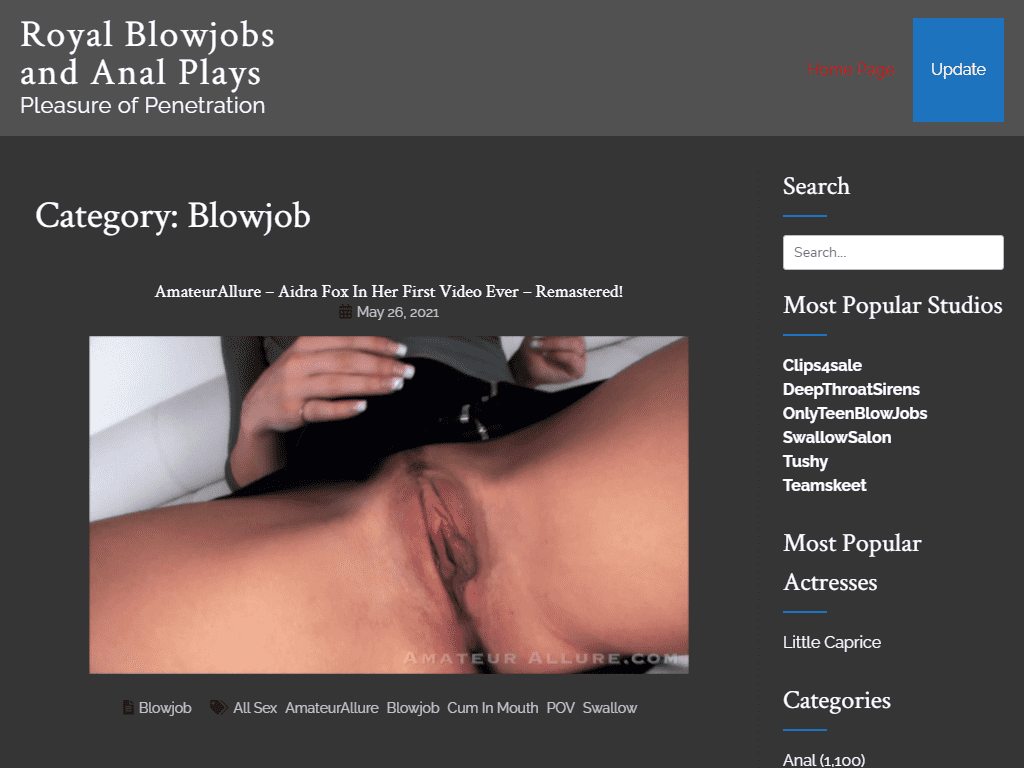 Royal Blowjobs
and Anal Plays
Pleasure of Penetration
Home Page
Update
Category: Blowjob
AmateurAllure – Aidra Fox In Her First Video Ever – Remastered!
May 26, 2021
AMATEUR ALLURE.COM
Blowjob All Sex AmateurAllure Blowjob Cum In Mouth POV Swallow
Search
Search...
Most Popular Studios
Clips4sale
DeepThroatSirens
OnlyTeenBlowJobs
SwallowSalon
Tushy
Teamskeet
Most Popular
Actresses
Little Caprice
Categories
Anal (1,100)